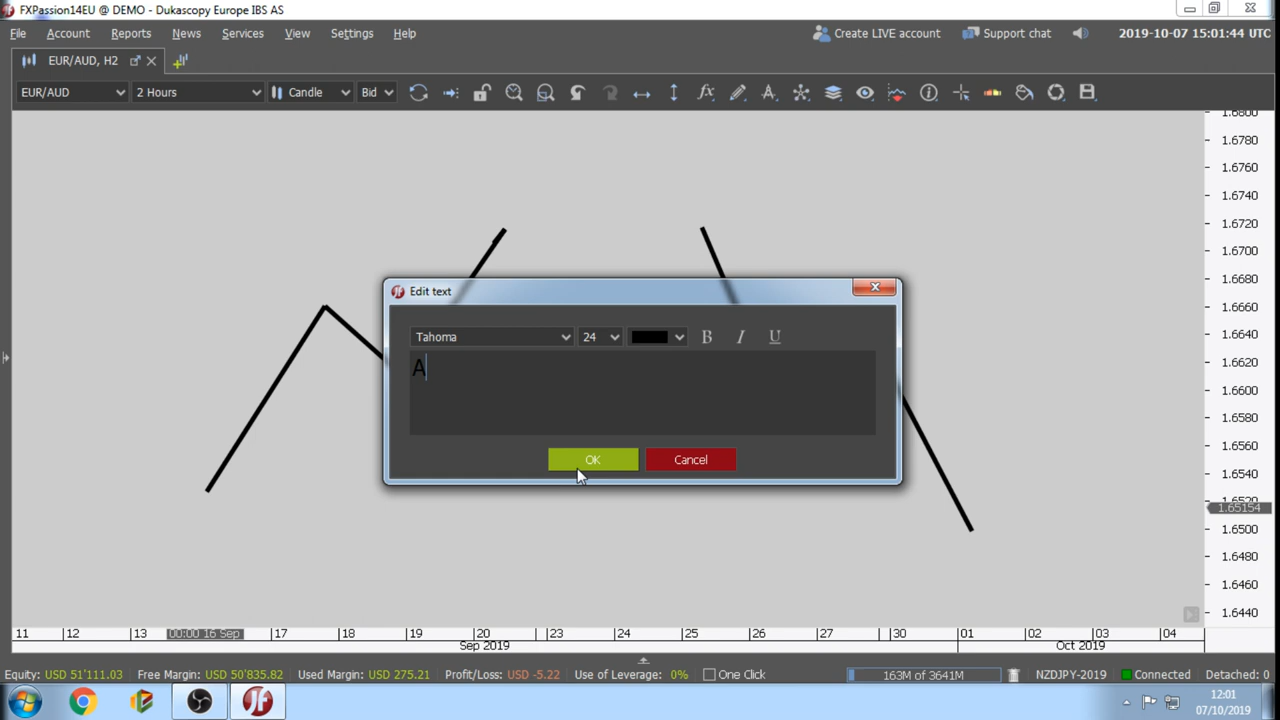 FXPassion14EU @ DEMO - Dukascopy Europe IBS AS
File Account Reports News Services View Settings Help Create LIVE account Support chat 2019-10-07 15:01:44 UTC
EUR/AUD, H2
EUR/AUD 2 Hours Candle Bid
1.6800
1.6780
1.6760
1.6740
1.6720
1.6700
1.6680
1.6660
1.6640
1.6620
1.6600
1.6580
1.6560
1.6540
1.6520
1.65154
1.6500
1.6480
1.6460
1.6440
Edit text
Tahoma 24 B I U
A
OK Cancel
11 12 13 00:00 16 Sep 17 18 19 20 23 24 25 26 27 30 01 02 03 04
Sep 2019 Oct 2019
Equity: USD 51'111.03 Free Margin: USD 50'835.82 Used Margin: USD 275.21 Profit/Loss: USD -5.22 Use of Leverage: 0% One Click 163M of 3641M NZDJPY-2019 Connected Detached: 0
12:01
07/10/2019